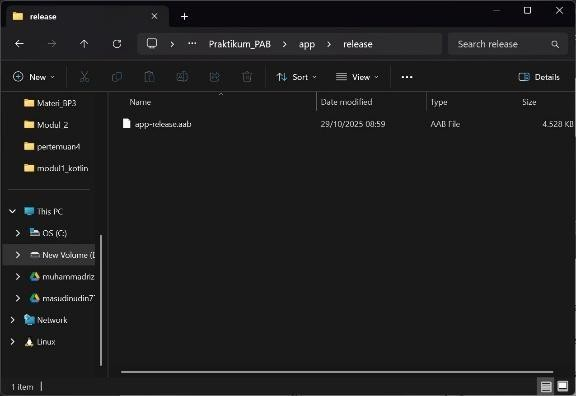 release
Praktikum_PAB > app > release
Search release
New
Sort
View
Details
Name
Date modified
Type
Size
app-release.aab
29/10/2025 08:59
AAB File
4.528 KB
Materi_BP3
Modul-2
pertemuan4
modul1_kotlin
This PC
OS (C:)
New Volume (
muhammadriz
masudinudin7
Network
Linux
1 item